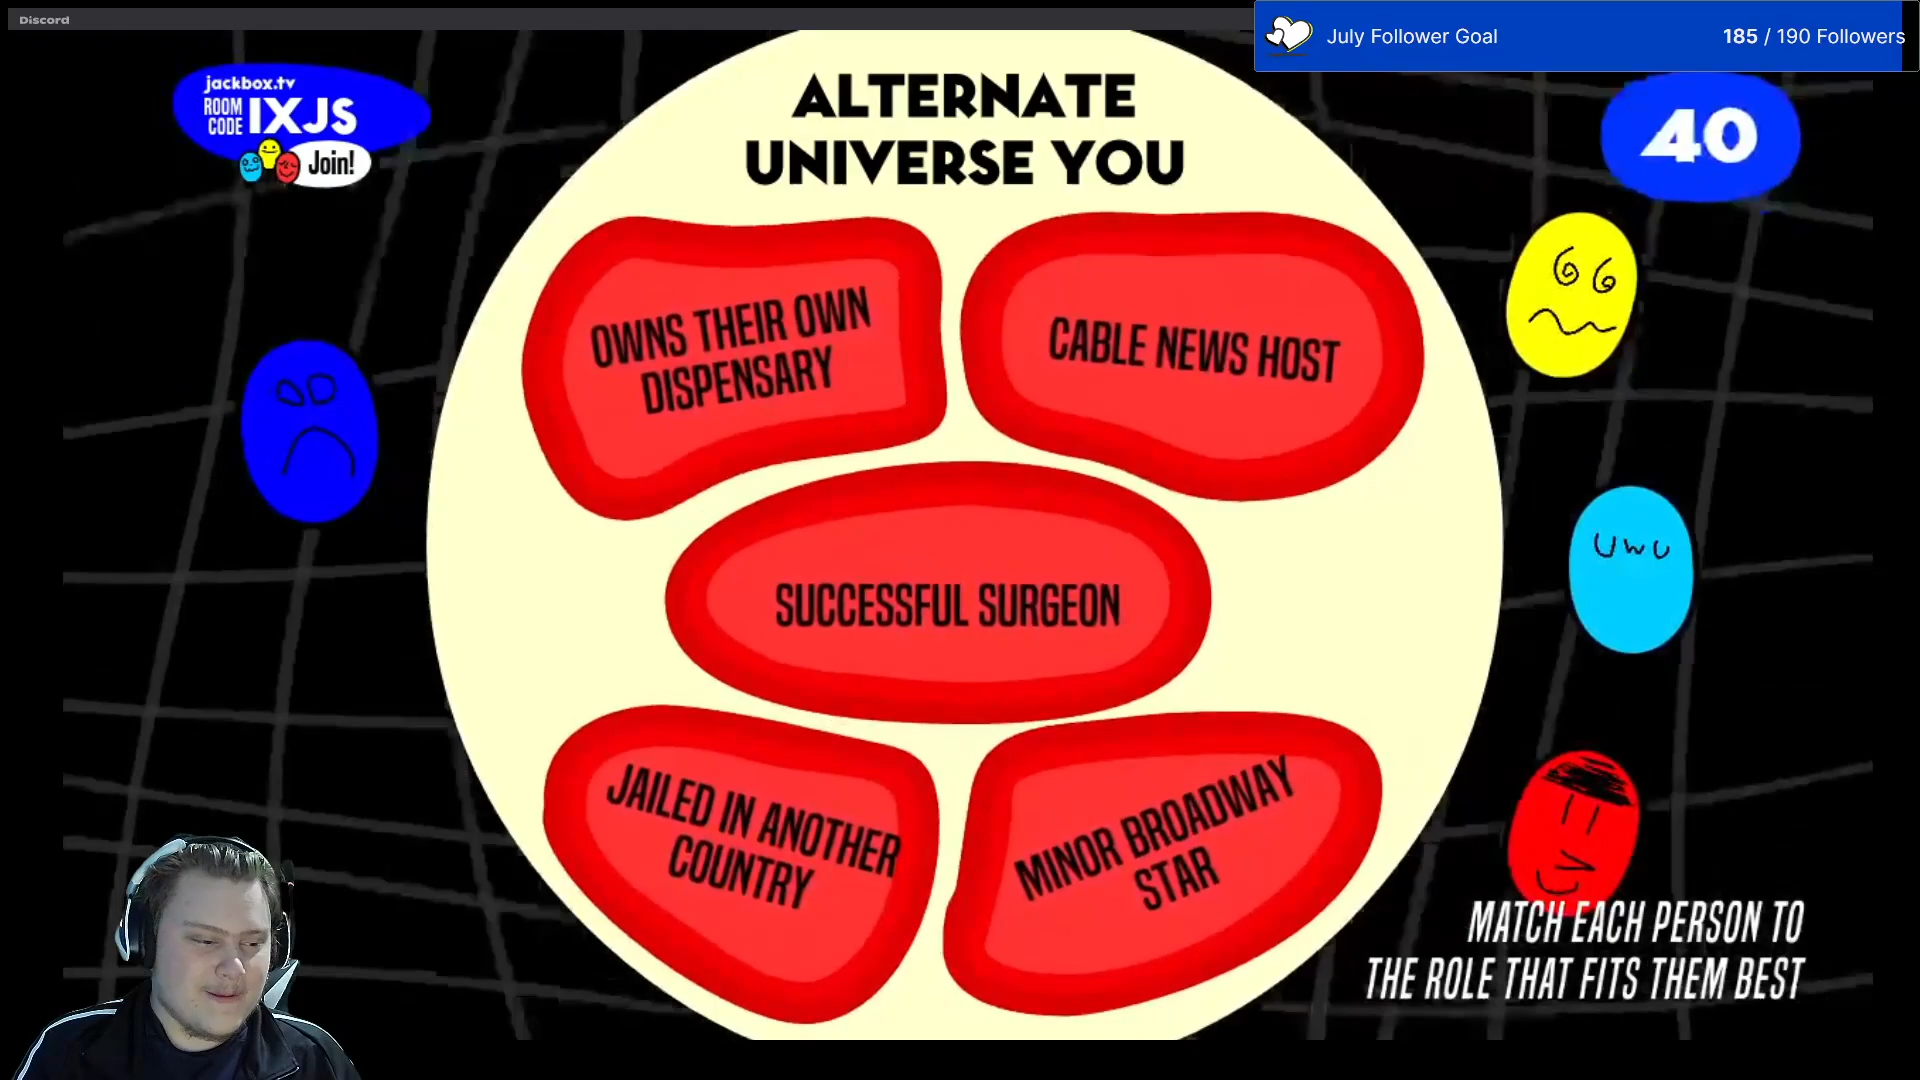 Discord
July Follower Goal
185 / 190 Followers
jackbox.tv
ROOM CODE IXJS
Join!
ALTERNATE
UNIVERSE YOU
40
OWNS THEIR OWN
DISPENSARY
CABLE NEWS HOST
UwU
SUCCESSFUL SURGEON
JAILED IN ANOTHER
COUNTRY
MINOR BROADWAY
STAR
MATCH EACH PERSON TO
THE ROLE THAT FITS THEM BEST